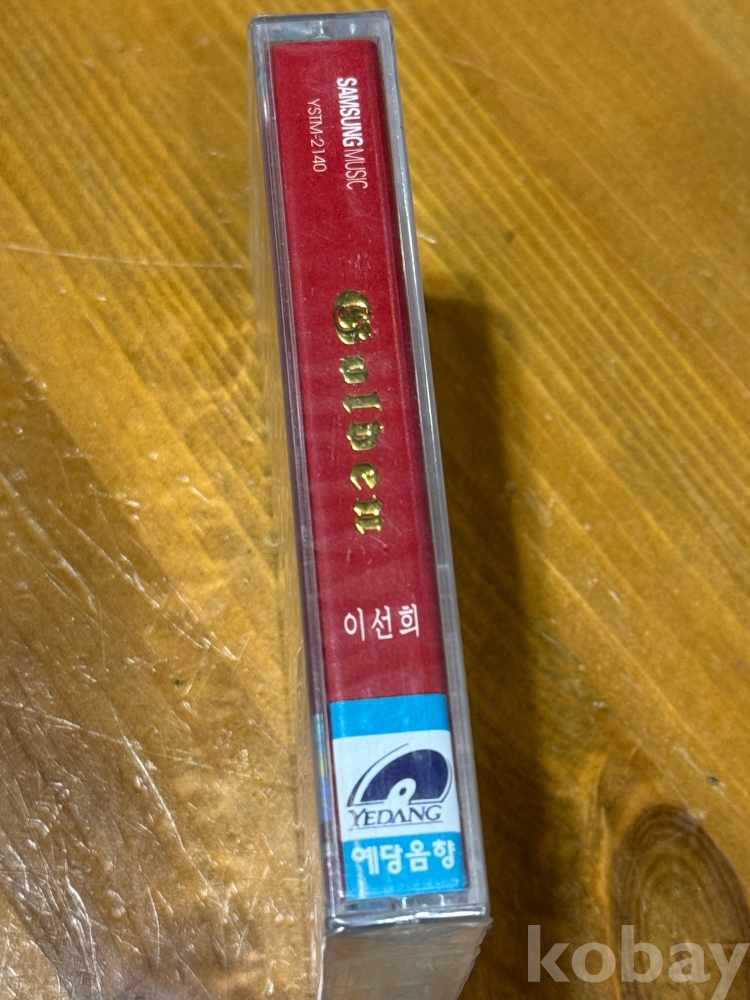 SAMSUNG MUSIC
YSTM-2140
Golden
이선희
YEDANG
예당음향
kobay